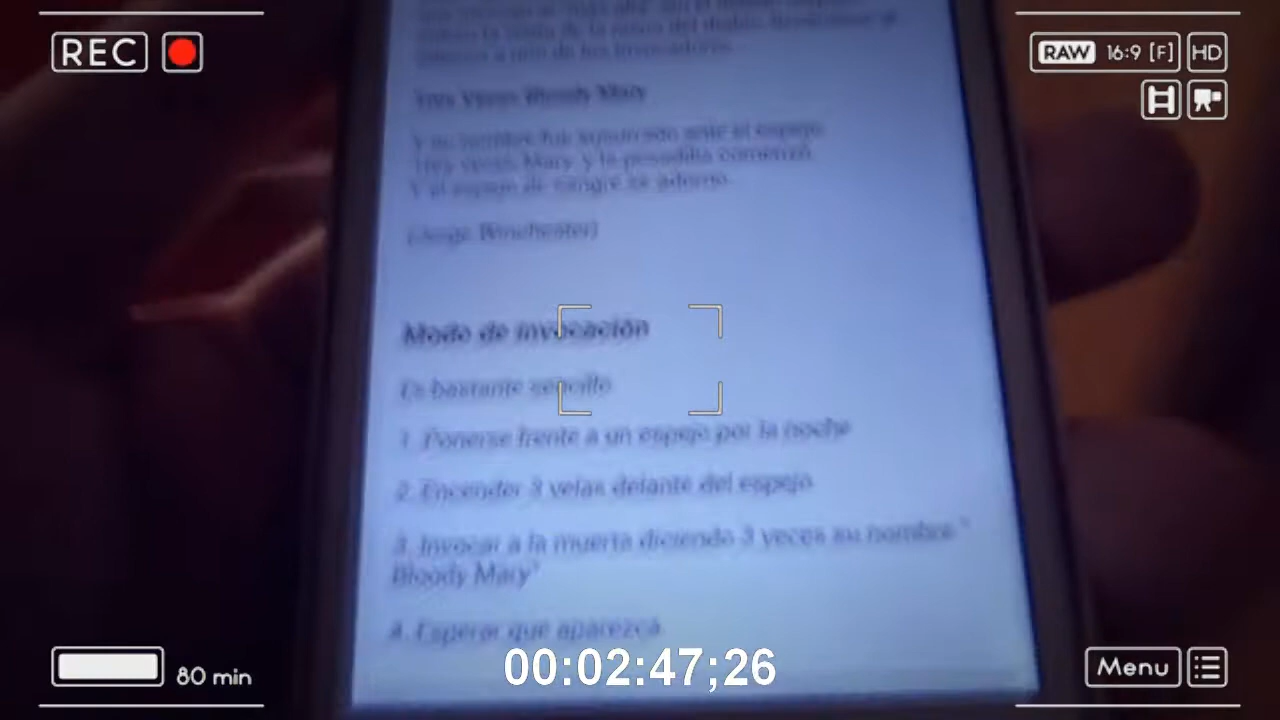 REC
RAW 16:9 [F] HD
Tres Veces Bloody Mary
Y su nombre fue susurrado ante el espejo
Tres veces Mary y la pesadilla comenzó
Y el espejo de sangre se adornó
(Jorge Winchester)
Modo de invocación
Es bastante sencillo
1. Ponerse frente a un espejo por la noche
2. Encender 3 velas delante del espejo
3. Invocar a la muerta diciendo 3 veces su nombre "
Bloody Mary"
4. Esperar que aparezca
80 min
00:02:47;26
Menu